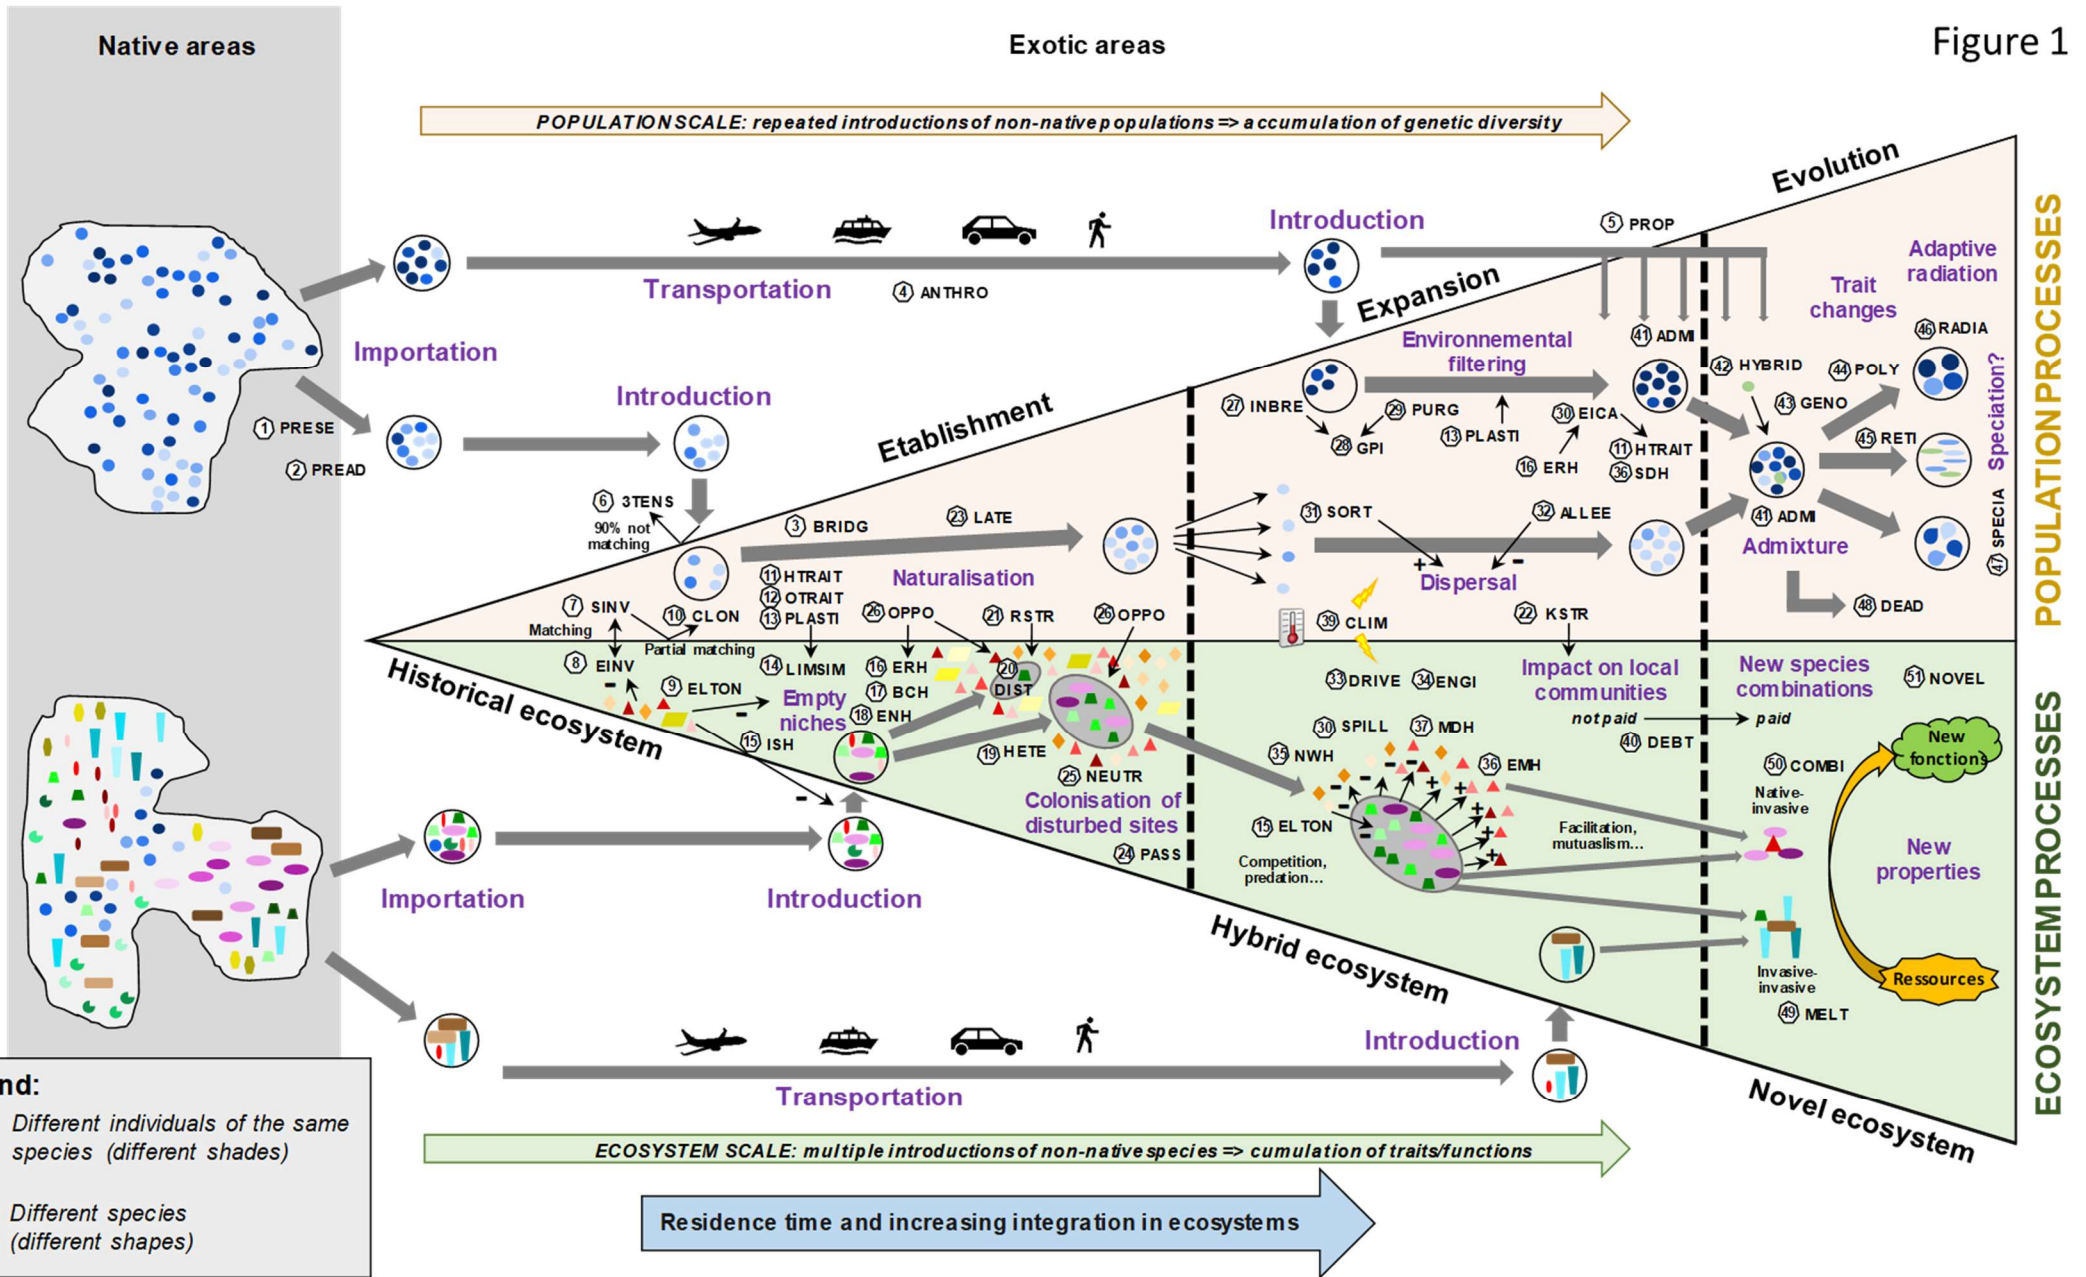 Native areas
Exotic areas
Figure 1
POPULATION SCALE: repeated introductions of non-native populations => accumulation of genetic diversity
Evolution
Introduction
5 PROP
Adaptive
radiation
Trait
changes
Transportation
4 ANTHRO
Expansion
Importation
Environnemental
filtering
41 ADMI
46 RADIA
42 HYBRID
44 POLY
Speciation?
Introduction
Etablishment
27 INBRE
29 PURG
30 EICA
43 GENO
1 PRESE
13 PLASTI
28 GPI
11 HTRAIT
45 RETI
2 PREAD
16 ERH
36 SDH
6 3TENS
90% not
matching
3 BRIDG
23 LATE
31 SORT
32 ALLEE
41 ADMI
47 SPECIA
Admixture
+
-
Dispersal
11 HTRAIT
12 OTRAIT
13 PLASTI
Naturalisation
7 SINV
10 CLON
26 OPPO
21 RSTR
26 OPPO
39 CLIM
22 KSTR
48 DEAD
Matching
Partial matching
POPULATION PROCESSES
8 EINV
14 LIMSIM
16 ERH
20
DIST
Historical ecosystem
-
9 ELTON
-
Empty
niches
17 BCH
18 ENH
33 DRIVE
34 ENGI
Impact on local
communities
New species
combinations
51 NOVEL
not paid
paid
40 DEBT
15 ISH
19 HETE
25 NEUTR
30 SPILL
37 MDH
35 NWH
36 EMH
New
fonctions
-
Colonisation of
disturbed sites
24 PASS
- - - - + + + + +
- -
15 ELTON
Competition,
predation...
Facilitation,
mutuaslism...
50 COMBI
Native-
invasive
New
properties
Importation
Introduction
Hybrid ecosystem
Invasive-
invasive
49 MELT
Ressources
Introduction
Transportation
Novel ecosystem
ECOSYSTEM PROCESSES
nd:
Different individuals of the same
species (different shades)
Different species
(different shapes)
ECOSYSTEM SCALE: multiple introductions of non-native species => cumulation of traits/functions
Residence time and increasing integration in ecosystems